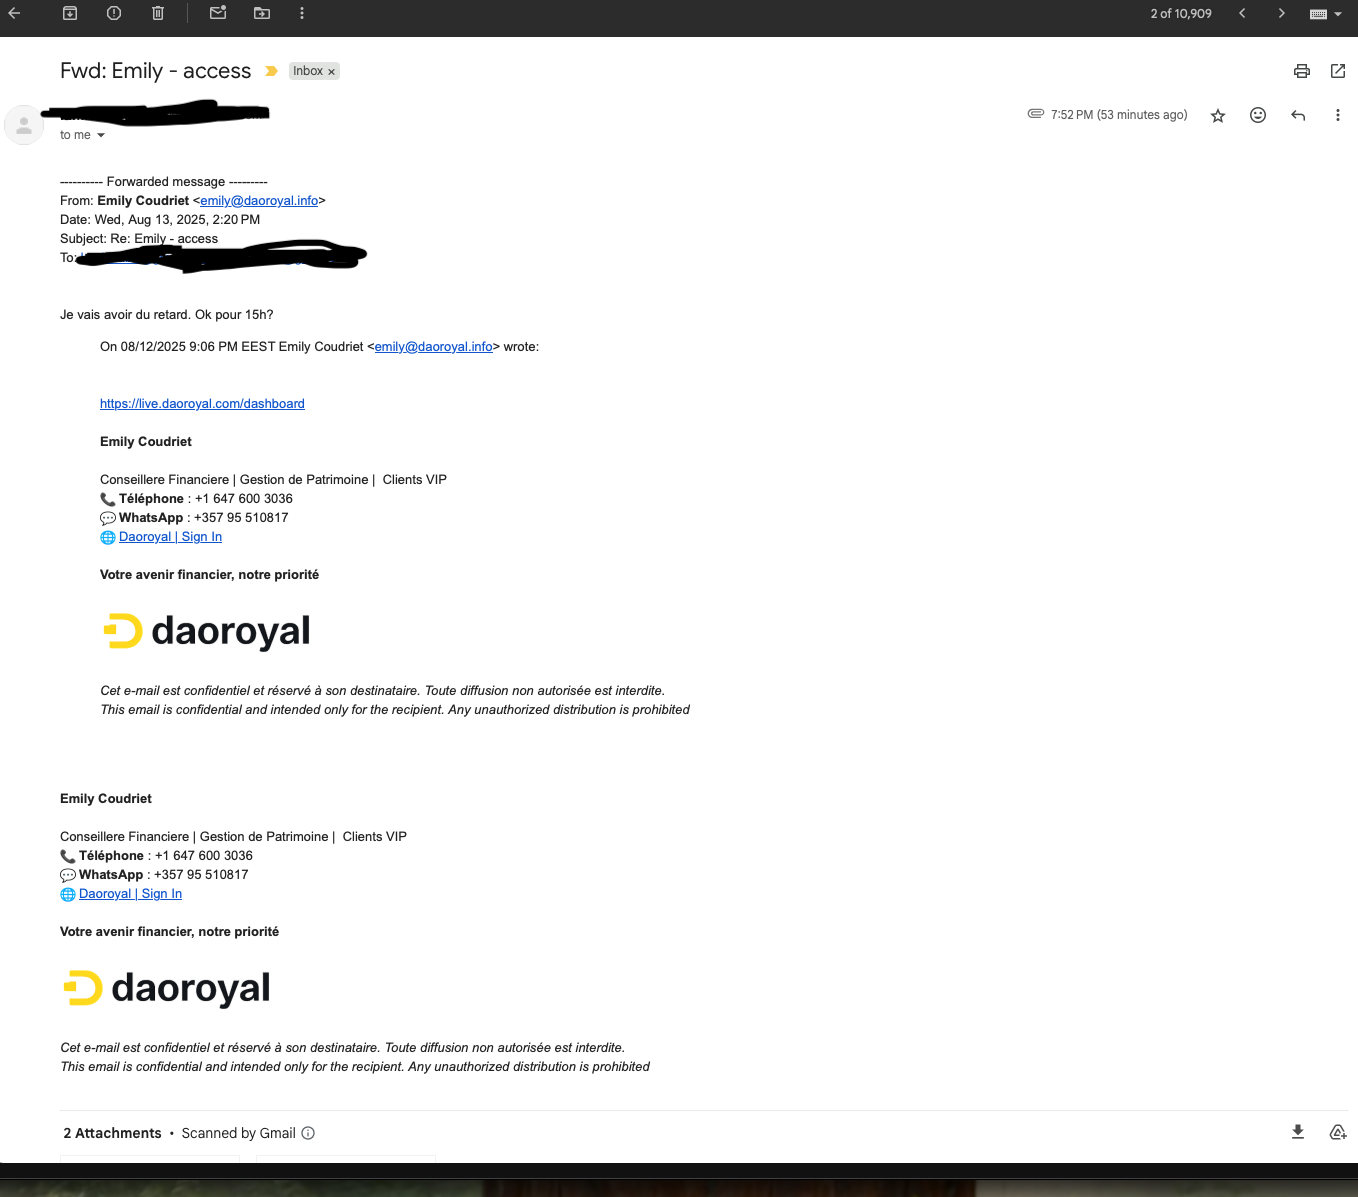 2 of 10,909
Fwd: Emily - access
Inbox ×
to me
7:52 PM (53 minutes ago)
---------- Forwarded message ---------
From: Emily Coudriet <emily@daoroyal.info>
Date: Wed, Aug 13, 2025, 2:20 PM
Subject: Re: Emily - access
To:
Je vais avoir du retard. Ok pour 15h?
On 08/12/2025 9:06 PM EEST Emily Coudriet <emily@daoroyal.info> wrote:
https://live.daoroyal.com/dashboard
Emily Coudriet
Conseillere Financiere | Gestion de Patrimoine | Clients VIP
📞 Téléphone : +1 647 600 3036
💬 WhatsApp : +357 95 510817
🌐 Daoroyal | Sign In
Votre avenir financier, notre priorité
daoroyal
Cet e-mail est confidentiel et réservé à son destinataire. Toute diffusion non autorisée est interdite.
This email is confidential and intended only for the recipient. Any unauthorized distribution is prohibited
Emily Coudriet
Conseillere Financiere | Gestion de Patrimoine | Clients VIP
📞 Téléphone : +1 647 600 3036
💬 WhatsApp : +357 95 510817
🌐 Daoroyal | Sign In
Votre avenir financier, notre priorité
daoroyal
Cet e-mail est confidentiel et réservé à son destinataire. Toute diffusion non autorisée est interdite.
This email is confidential and intended only for the recipient. Any unauthorized distribution is prohibited
2 Attachments • Scanned by Gmail